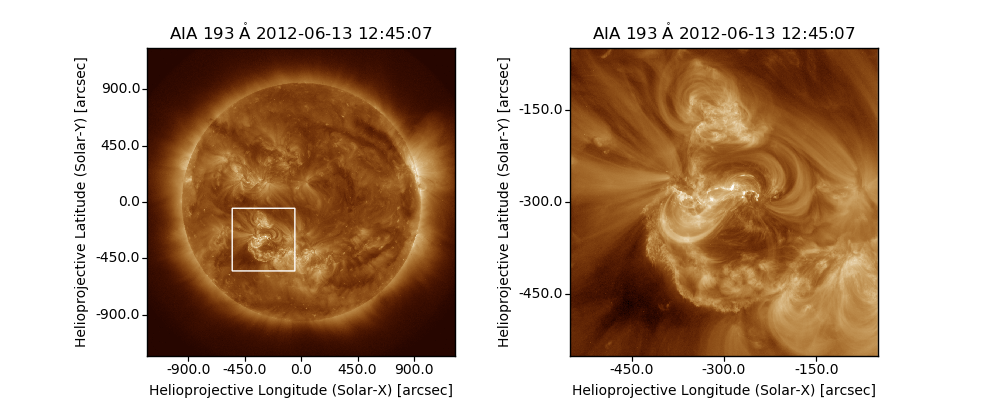 AIA 193 Å 2012-06-13 12:45:07
900.0
450.0
0.0
-450.0
-900.0
Helioprojective Latitude (Solar-Y) [arcsec]
-900.0 -450.0 0.0 450.0 900.0
Helioprojective Longitude (Solar-X) [arcsec]
AIA 193 Å 2012-06-13 12:45:07
-150.0
-300.0
-450.0
Helioprojective Latitude (Solar-Y) [arcsec]
-450.0 -300.0 -150.0
Helioprojective Longitude (Solar-X) [arcsec]